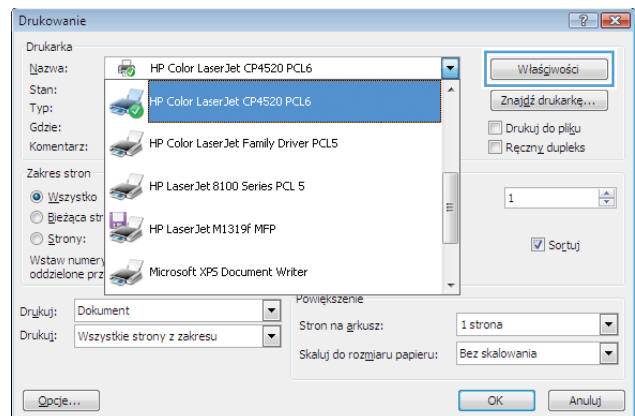 Drukowanie
Drukarka
Nazwa: HP Color LaserJet CP4520 PCL6 Właściwości
Stan: HP Color LaserJet CP4520 PCL6 Znajdź drukarkę...
Typ:
Gdzie: HP Color LaserJet Family Driver PCL5 Drukuj do pliku
Komentarz: Ręczny dupleks
Zakres stron HP LaserJet 8100 Series PCL 5
Wszystko 1
Bieżąca str HP LaserJet M1319f MFP
Strony: Sortuj
Wstaw numery
oddzielone prz Microsoft XPS Document Writer
Powiększenie
Drukuj: Dokument Stron na arkusz: 1 strona
Drukuj: Wszystkie strony z zakresu Skaluj do rozmiaru papieru: Bez skalowania
Opcje... OK Anuluj